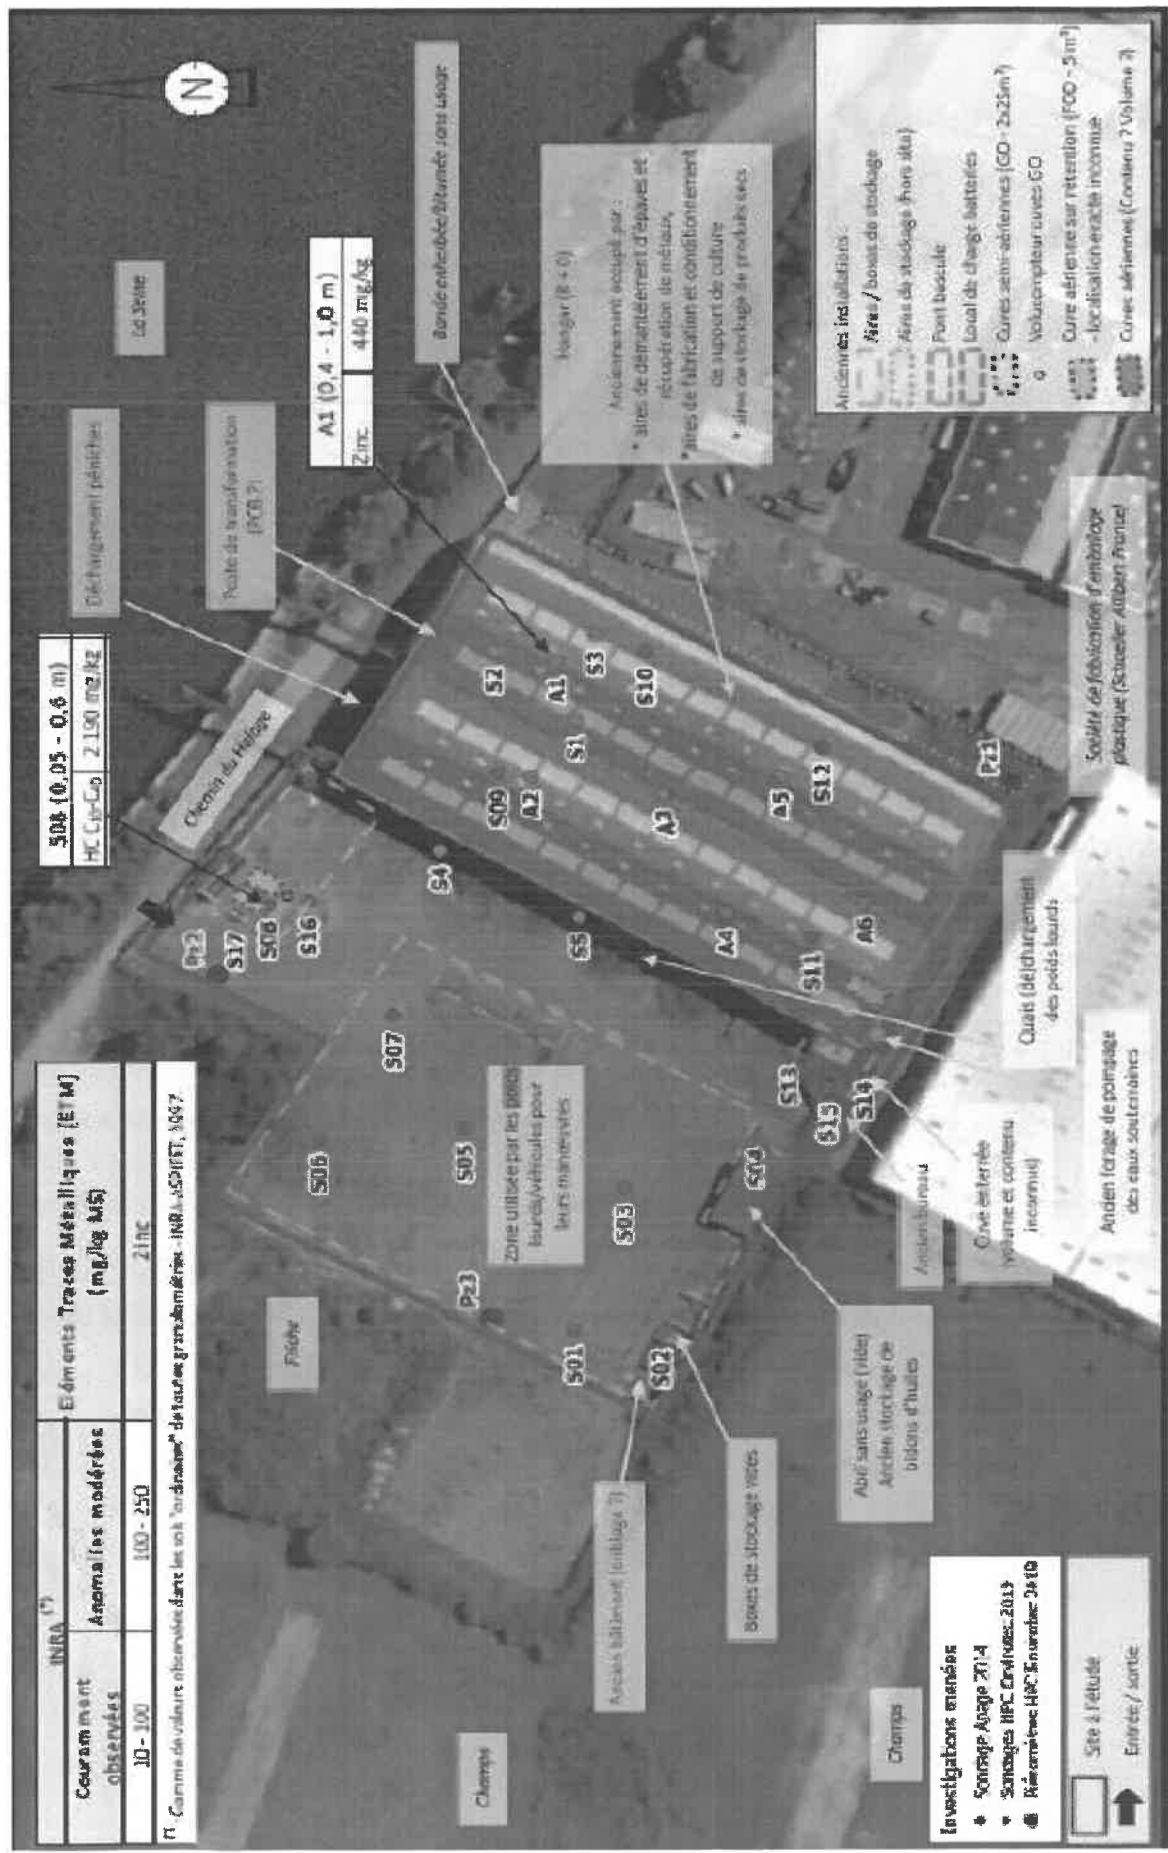 INRA (*)
Eléments Traces Métalliques (ETM)
(mg/kg MS)
Couramment
observées
Anomalies modérées
10 - 100
100 - 250
Zinc
(*) Gamme de valeurs observées dans les sols "ordinaires" de toutes granulométries - INRA ASPITET, 1997
S08 (0,05 - 0,6 m)
HC C10-C40
2 190 mg/kg
Déchargement péniches
La Seine
N
Poste de transformation
(PCB ?)
A1 (0,4 - 1,0 m)
Zinc
440 mg/kg
Bande enherbée/bitumée sans usage
Hangar (R + 0)
Anciennement occupé par :
* aires de démantèlement d'épaves et
récupération de métaux,
* aires de fabrication et conditionnement
de support de culture
* aires de stockage de produits secs
Chemin du Halage
Pz2
S17
S08
S16
S2
A1
S3
S10
S1
S09
A2
S4
A3
A5
S12
Pz1
S5
A4
S11
A6
S07
S06
S05
S03
S04
S13
S15
S14
Pz3
S01
S02
Zone utilisée par les poids
lourds/véhicules pour
leurs manœuvres
Friche
Champs
Champs
Ancien bâtiment
Boxes de stockage vides
Abri sans usage (vide)
Ancien stockage de
bidons d'huiles
Ancien bureau
Cuve enterrée
(volume et contenu
inconnus)
Ancien forage de pompage
des eaux souterraines
Quais (dé)chargement
des poids lourds
Société de fabrication d'emballage
plastique
Anciennes installations :
Aires / boxes de stockage
Aires de stockage (hors site)
Pont bascule
Local de charge batteries
Cuves semi-aériennes (GO - 2x25m³)
Volucompteur cuves GO
Cuve aérienne sur rétention (FOD - 5m³)
- localisation exacte inconnue
Cuves aériennes (Contenu ? Volume ?)
Investigations menées
Sondage Apage 2014
Sondages HPC Envirotec 2019
Piézomètres HPC Envirotec 2019
Site à l'étude
Entrée / sortie